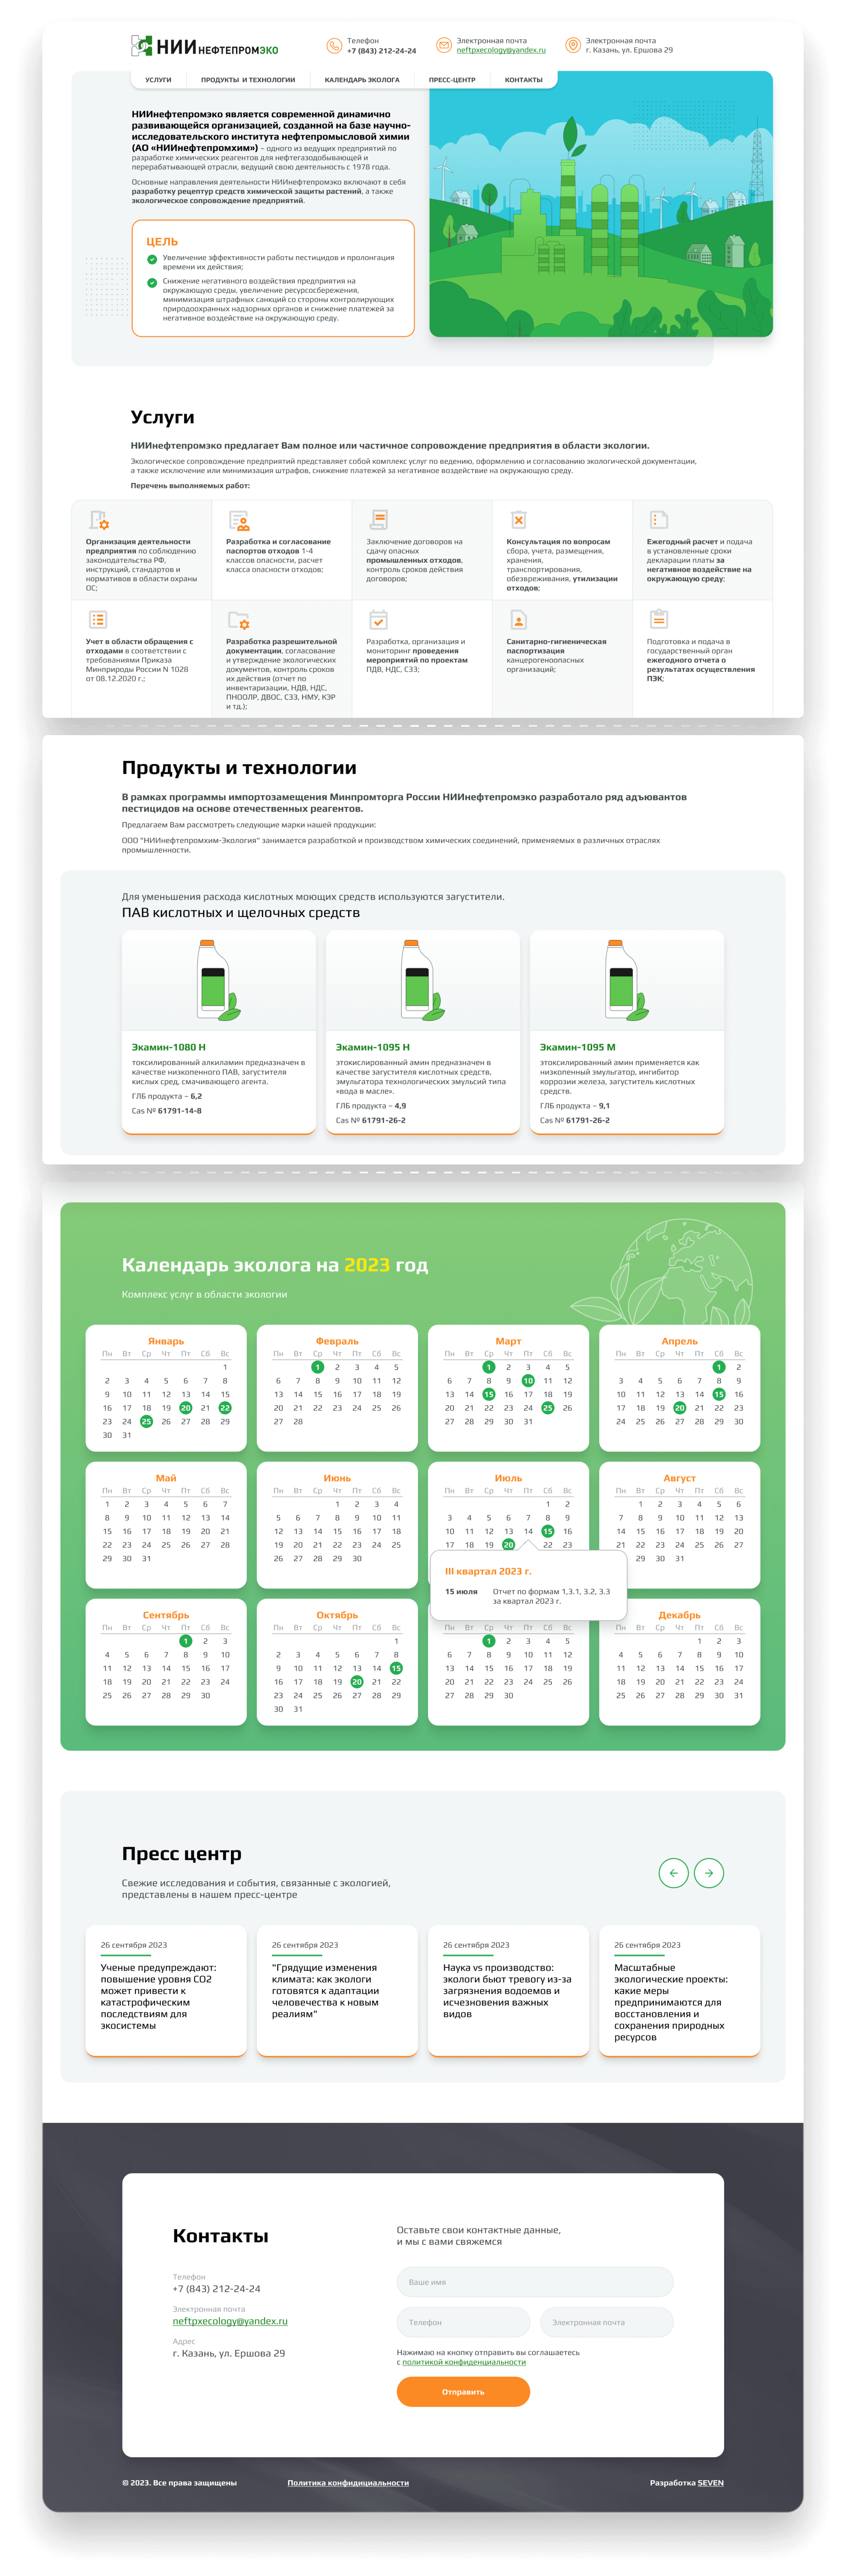 НИИНЕФТЕПРОМЭКО
Телефон
+7 (843) 212-24-24
Электронная почта
neftpxecology@yandex.ru
Электронная почта
г. Казань, ул. Ершова 29
УСЛУГИ
ПРОДУКТЫ И ТЕХНОЛОГИИ
КАЛЕНДАРЬ ЭКОЛОГА
ПРЕСС-ЦЕНТР
КОНТАКТЫ
НИИнефтепромэко является современной динамично
развивающейся организацией, созданной на базе научно-
исследовательского института нефтепромысловой химии
(АО «НИИнефтепромхим») – одного из ведущих предприятий по
разработке химических реагентов для нефтегазодобывающей и
перерабатывающей отрасли, ведущий свою деятельность с 1978 года.
Основные направления деятельности НИИнефтепромэко включают в себя
разработку рецептур средств химической защиты растений, а также
экологическое сопровождение предприятий.
ЦЕЛЬ
Увеличение эффективности работы пестицидов и пролонгация
времени их действия;
Снижение негативного воздействия предприятия на
окружающую среды, увеличение ресурсосбережения,
минимизация штрафных санкций со стороны контролирующих
природоохранных надзорных органов и снижение платежей за
негативное воздействие на окружающую среду.
Услуги
НИИнефтепромэко предлагает Вам полное или частичное сопровождение предприятия в области экологии.
Экологическое сопровождение предприятий представляет собой комплекс услуг по ведению, оформлению и согласованию экологической документации,
а также исключение или минимизация штрафов, снижение платежей за негативное воздействие на окружающую среду.
Перечень выполняемых работ:
Организация деятельности
предприятия по соблюдению
законодательства РФ,
инструкций, стандартов и
нормативов в области охраны
ОС;
Разработка и согласование
паспортов отходов 1-4
классов опасности, расчет
класса опасности отходов;
Заключение договоров на
сдачу опасных
промышленных отходов,
контроль сроков действия
договоров;
Консультация по вопросам
сбора, учета, размещения,
хранения,
транспортирования,
обезвреживания, утилизации
отходов;
Ежегодный расчет и подача
в установленные сроки
декларации платы за
негативное воздействие на
окружающую среду;
Учет в области обращения с
отходами в соответствии с
требованиями Приказа
Минприроды России N 1028
от 08.12.2020 г.;
Разработка разрешительной
документации, согласование
и утверждение экологических
документов, контроль сроков
их действия (отчет по
инвентаризации, НДВ, НДС,
ПНООЛР, ДВОС, СЗЗ, НМУ, КЭР
и тд.);
Разработка, организация и
мониторинг проведения
мероприятий по проектам
ПДВ, НДС, СЗЗ;
Санитарно-гигиеническая
паспортизация
канцерогеноопасных
организаций;
Подготовка и подача в
государственный орган
ежегодного отчета о
результатах осуществления
ПЭК;
Продукты и технологии
В рамках программы импортозамещения Минпромторга России НИИнефтепромэко разработало ряд адъювантов
пестицидов на основе отечественных реагентов.
Предлагаем Вам рассмотреть следующие марки нашей продукции:
ООО "НИИнефтепромхим-Экология" занимается разработкой и производством химических соединений, применяемых в различных отраслях
промышленности.
Для уменьшения расхода кислотных моющих средств используются загустители.
ПАВ кислотных и щелочных средств
Экамин-1080 Н
токсилированный алкиламин предназначен в
качестве низкопенного ПАВ, загустителя
кислых сред, смачивающего агента.
ГЛБ продукта – 6,2
Cas № 61791-14-8
Экамин-1095 Н
этокислированный амин предназначен в
качестве загустителя кислотных средств,
эмульгатора технологических эмульсий типа
«вода в масле».
ГЛБ продукта – 4,9
Cas № 61791-26-2
Экамин-1095 М
этоксилированный амин применяется как
низкопенный эмульгатор, ингибитор
коррозии железа, загуститель кислотных
средств.
ГЛБ продукта – 9,1
Cas № 61791-26-2
Календарь эколога на 2023 год
Комплекс услуг в области экологии
Январь
Пн Вт Ср Чт Пт Сб Вс
1
2 3 4 5 6 7 8
9 10 11 12 13 14 15
16 17 18 19 20 21 22
23 24 25 26 27 28 29
30 31
Февраль
Пн Вт Ср Чт Пт Сб Вс
1 2 3 4 5
6 7 8 9 10 11 12
13 14 15 16 17 18 19
20 21 22 23 24 25 26
27 28
Март
Пн Вт Ср Чт Пт Сб Вс
1 2 3 4 5
6 7 8 9 10 11 12
13 14 15 16 17 18 19
20 21 22 23 24 25 26
27 28 29 30 31
Апрель
Пн Вт Ср Чт Пт Сб Вс
1 2
3 4 5 6 7 8 9
10 11 12 13 14 15 16
17 18 19 20 21 22 23
24 25 26 27 28 29 30
Май
Пн Вт Ср Чт Пт Сб Вс
1 2 3 4 5 6 7
8 9 10 11 12 13 14
15 16 17 18 19 20 21
22 23 24 25 26 27 28
29 30 31
Июнь
Пн Вт Ср Чт Пт Сб Вс
1 2 3 4
5 6 7 8 9 10 11
12 13 14 15 16 17 18
19 20 21 22 23 24 25
26 27 28 29 30
Июль
Пн Вт Ср Чт Пт Сб Вс
1 2
3 4 5 6 7 8 9
10 11 12 13 14 15 16
17 18 19 20 22 23
III квартал 2023 г.
15 июля
Отчет по формам 1,3.1, 3.2, 3.3
за квартал 2023 г.
Август
Пн Вт Ср Чт Пт Сб Вс
1 2 3 4 5 6
7 8 9 10 11 12 13
14 15 16 17 18 19 20
21 22 23 24 25 26 27
29 30 31
Сентябрь
Пн Вт Ср Чт Пт Сб Вс
1 2 3
4 5 6 7 8 9 10
11 12 13 14 15 16 17
18 19 20 21 22 23 24
25 26 27 28 29 30
Октябрь
Пн Вт Ср Чт Пт Сб Вс
1
2 3 4 5 6 7 8
9 10 11 12 13 14 15
16 17 18 19 20 21 22
23 24 25 26 27 28 29
30 31
Пн Вт Ср Чт Пт Сб Вс
1 2 3 4 5
6 7 8 9 10 11 12
13 14 15 16 17 18 19
20 21 22 23 24 25 26
27 28 29 30
Декабрь
Пн Вт Ср Чт Пт Сб Вс
1 2 3
4 5 6 7 8 9 10
11 12 13 14 15 16 17
18 19 20 21 22 23 24
25 26 27 28 29 30 31
Пресс центр
Свежие исследования и события, связанные с экологией,
представлены в нашем пресс-центре
26 сентября 2023
Ученые предупреждают:
повышение уровня CO2
может привести к
катастрофическим
последствиям для
экосистемы
26 сентября 2023
"Грядущие изменения
климата: как экологи
готовятся к адаптации
человечества к новым
реалиям"
26 сентября 2023
Наука vs производство:
экологи бьют тревогу из-за
загрязнения водоемов и
исчезновения важных
видов
26 сентября 2023
Масштабные
экологические проекты:
какие меры
предпринимаются для
восстановления и
сохранения природных
ресурсов
Контакты
Телефон
+7 (843) 212-24-24
Электронная почта
neftpxecology@yandex.ru
Адрес
г. Казань, ул. Ершова 29
Оставьте свои контактные данные,
и мы с вами свяжемся
Ваше имя
Телефон
Электронная почта
Нажимаю на кнопку отправить вы соглашаетесь
с политикой конфиденциальности
Отправить
© 2023. Все права защищены
Политика конфидициальности
Разработка SEVEN